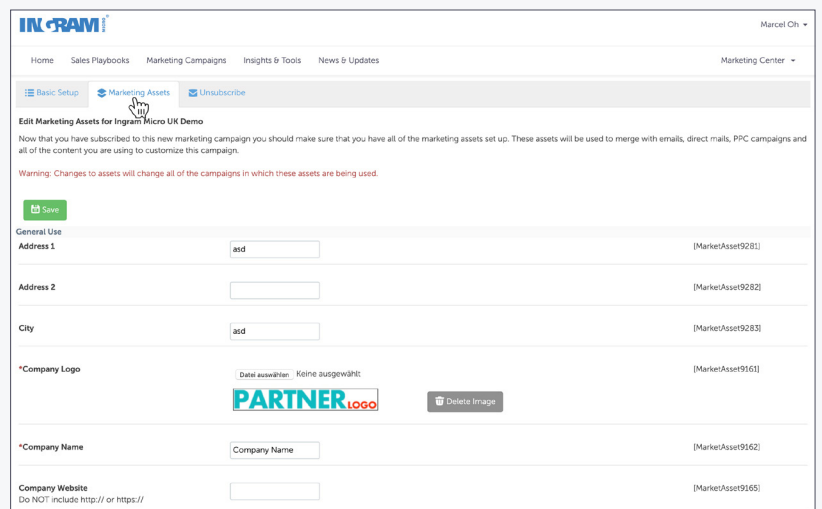 INGRAM MICRO
Marcel Oh
Home Sales Playbooks Marketing Campaigns Insights & Tools News & Updates Marketing Center
Basic Setup Marketing Assets Unsubscribe
Edit Marketing Assets for Ingram Micro UK Demo
Now that you have subscribed to this new marketing campaign you should make sure that you have all of the marketing assets set up. These assets will be used to merge with emails, direct mails, PPC campaigns and
all of the content you are using to customize this campaign.
Warning: Changes to assets will change all of the campaigns in which these assets are being used.
Save
General Use
Address 1 asd [MarketAsset9281]
Address 2 [MarketAsset9282]
City asd [MarketAsset9283]
*Company Logo Datei auswählen Keine ausgewählt [MarketAsset9161]
PARTNER LOGO Delete Image
*Company Name Company Name [MarketAsset9162]
Company Website [MarketAsset9165]
Do NOT include http:// or https://